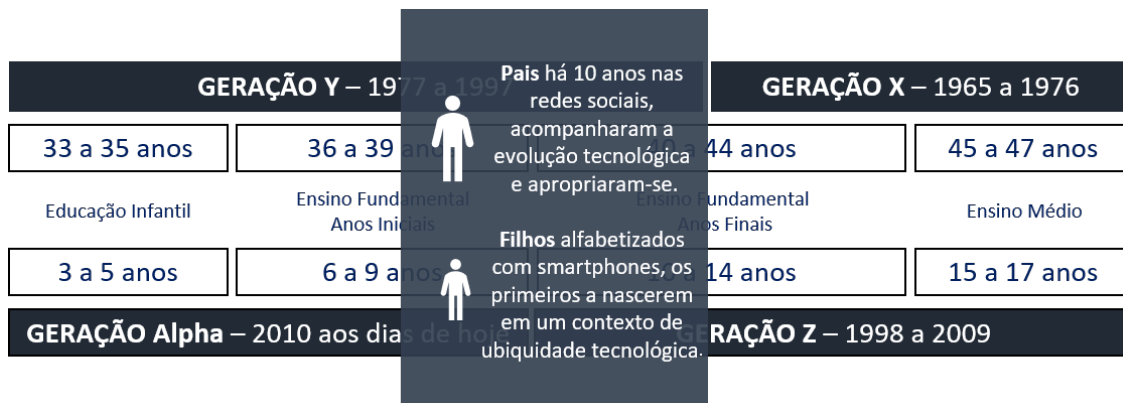 GERAÇÃO Y – 1977 a 1997
GERAÇÃO X – 1965 a 1976
33 a 35 anos
36 a 39 anos
40 a 44 anos
45 a 47 anos
Educação Infantil
Ensino Fundamental
Anos Iniciais
Ensino Fundamental
Anos Finais
Ensino Médio
3 a 5 anos
6 a 9 anos
10 a 14 anos
15 a 17 anos
GERAÇÃO Alpha – 2010 aos dias de hoje
GERAÇÃO Z – 1998 a 2009
Pais há 10 anos nas
redes sociais,
acompanharam a
evolução tecnológica
e apropriaram-se.
Filhos alfabetizados
com smartphones, os
primeiros a nascerem
em um contexto de
ubiquidade tecnológica.